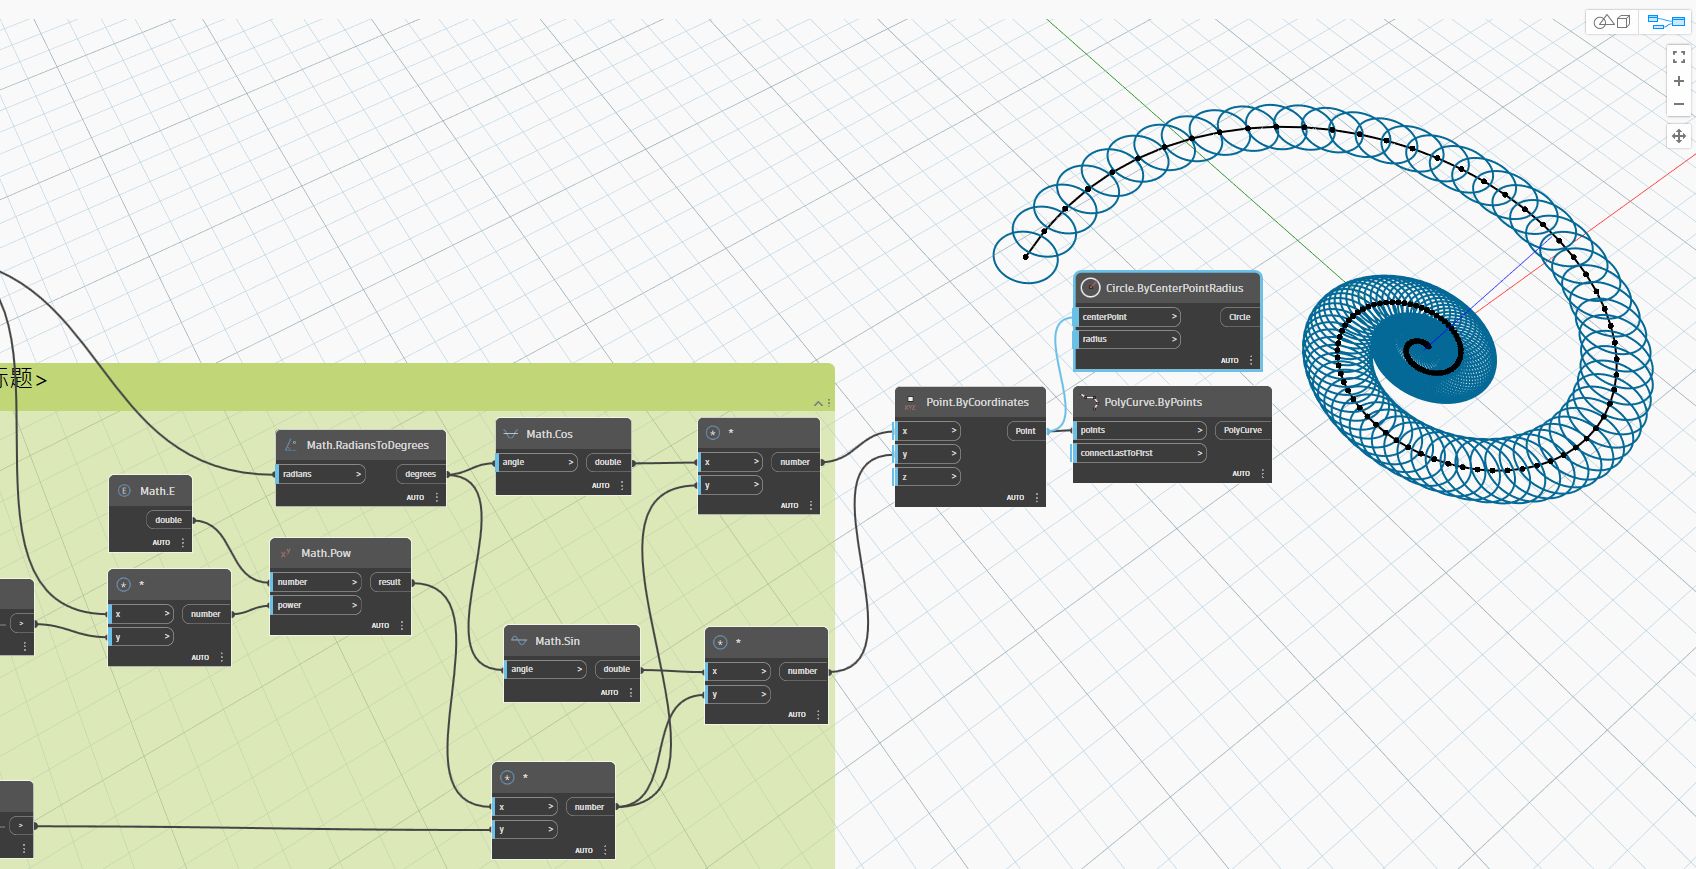 标题>
Circle.ByCenterPointRadius
centerPoint >
Circle
radius >
AUTO
Point.ByCoordinates
x >
Point
y >
z >
AUTO
PolyCurve.ByPoints
points >
PolyCurve
connectLastToFirst >
AUTO
Math.RadiansToDegrees
radians >
degrees
AUTO
Math.Cos
angle >
double
AUTO
*
x >
number
y >
AUTO
E Math.E
double
AUTO
*
x >
number
y >
AUTO
xy Math.Pow
number >
result
power >
AUTO
Math.Sin
angle >
double
AUTO
*
x >
number
y >
AUTO
*
x >
number
y >
AUTO
>
>